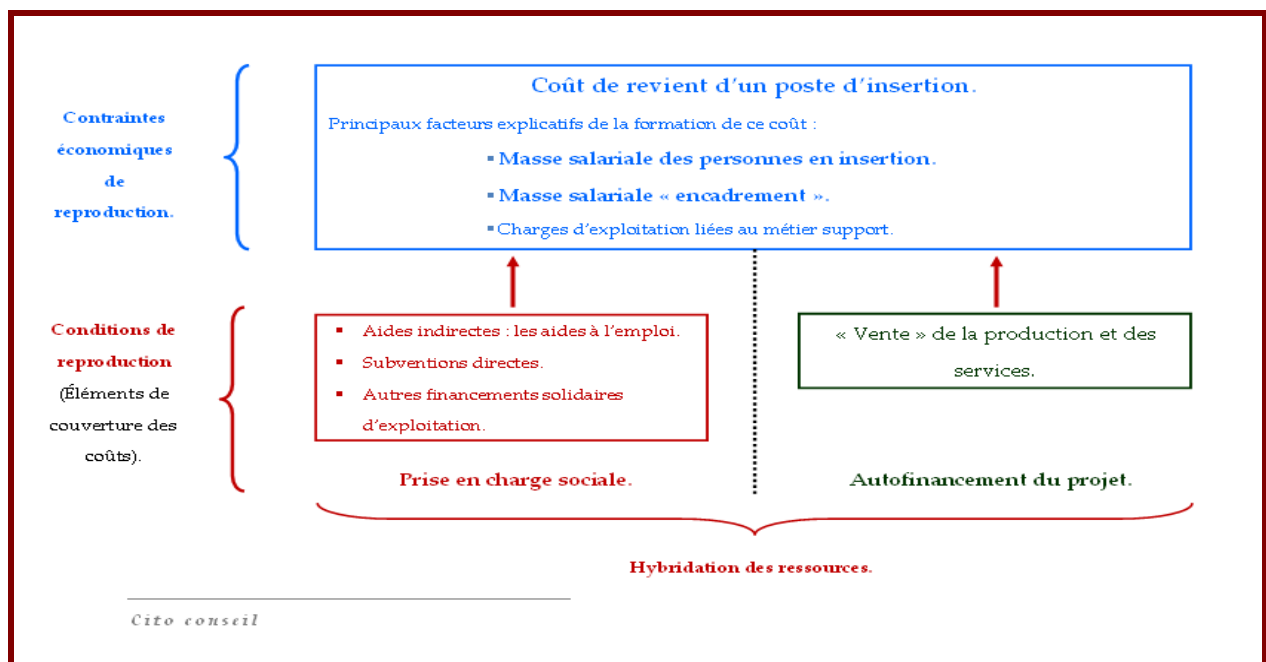 Coût de revient d'un poste d'insertion.
Contraintes
économiques
de
reproduction.
Principaux facteurs explicatifs de la formation de ce coût :
▪ Masse salariale des personnes en insertion.
▪ Masse salariale « encadrement ».
▪ Charges d'exploitation liées au métier support.
Conditions de
reproduction
(Éléments de
couverture des
coûts).
▪ Aides indirectes : les aides à l'emploi.
▪ Subventions directes.
▪ Autres financements solidaires
d'exploitation.
« Vente » de la production et des
services.
Prise en charge sociale.
Autofinancement du projet.
Hybridation des ressources.
Cito conseil